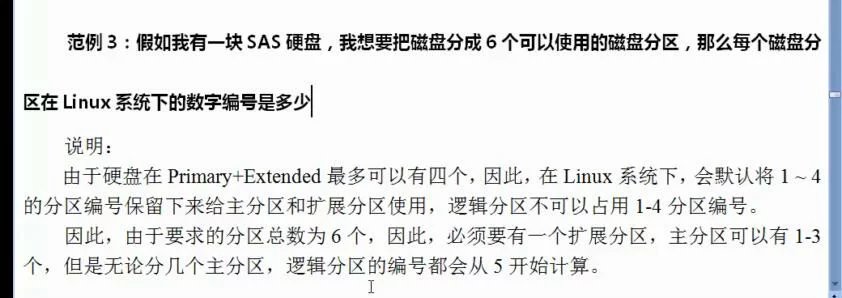 范例 3：假如我有一块 SAS 硬盘，我想要把磁盘分成 6 个可以使用的磁盘分区，那么每个磁盘分
区在 Linux 系统下的数字编号是多少
说明：
由于硬盘在 Primary+Extended 最多可以有四个，因此，在 Linux 系统下，会默认将 1 ~ 4
的分区编号保留下来给主分区和扩展分区使用，逻辑分区不可以占用 1-4 分区编号。
因此，由于要求的分区总数为 6 个，因此，必须要有一个扩展分区，主分区可以有 1-3
个，但是无论分几个主分区，逻辑分区的编号都会从 5 开始计算。